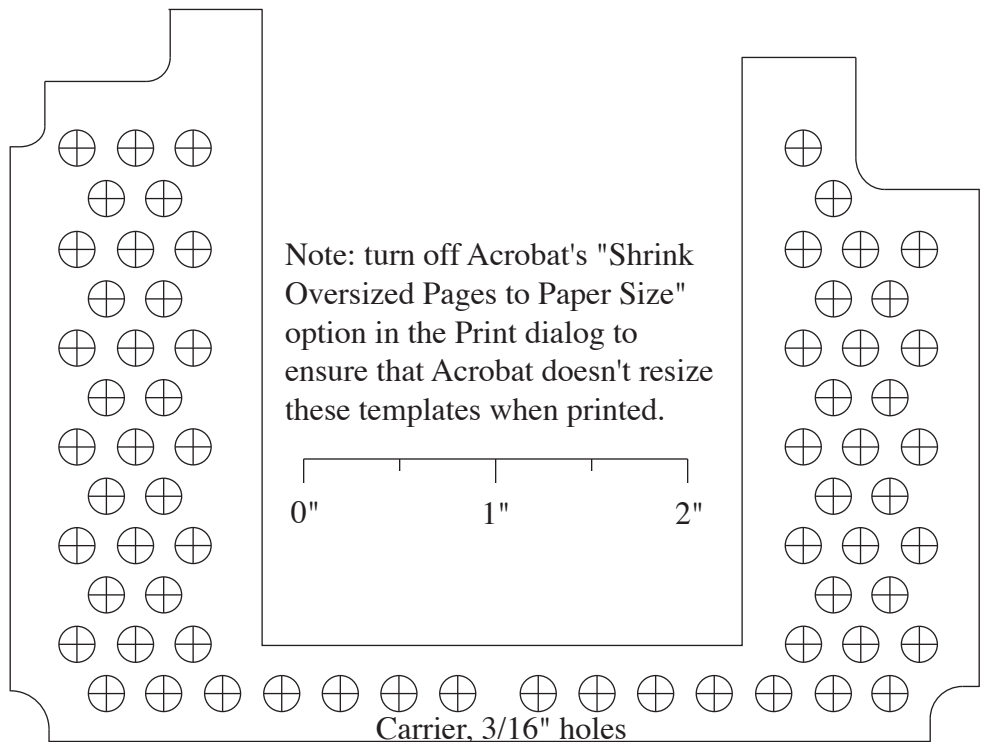 Note: turn off Acrobat's "Shrink
Oversized Pages to Paper Size"
option in the Print dialog to
ensure that Acrobat doesn't resize
these templates when printed.
0" 1" 2"
Carrier, 3/16" holes